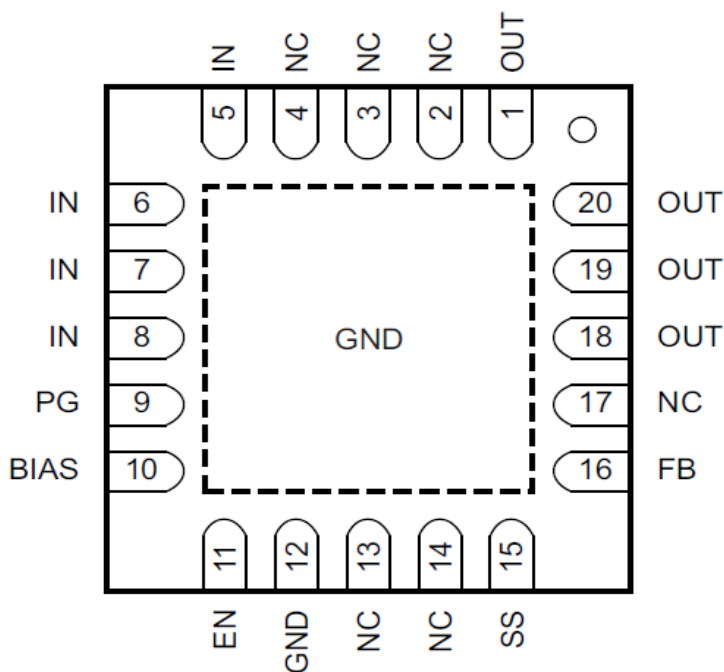 IN NC NC NC OUT
5 4 3 2 1
IN 6 20 OUT
IN 7 19 OUT
IN 8 GND 18 OUT
PG 9 17 NC
BIAS 10 16 FB
11 12 13 14 15
EN GND NC NC SS